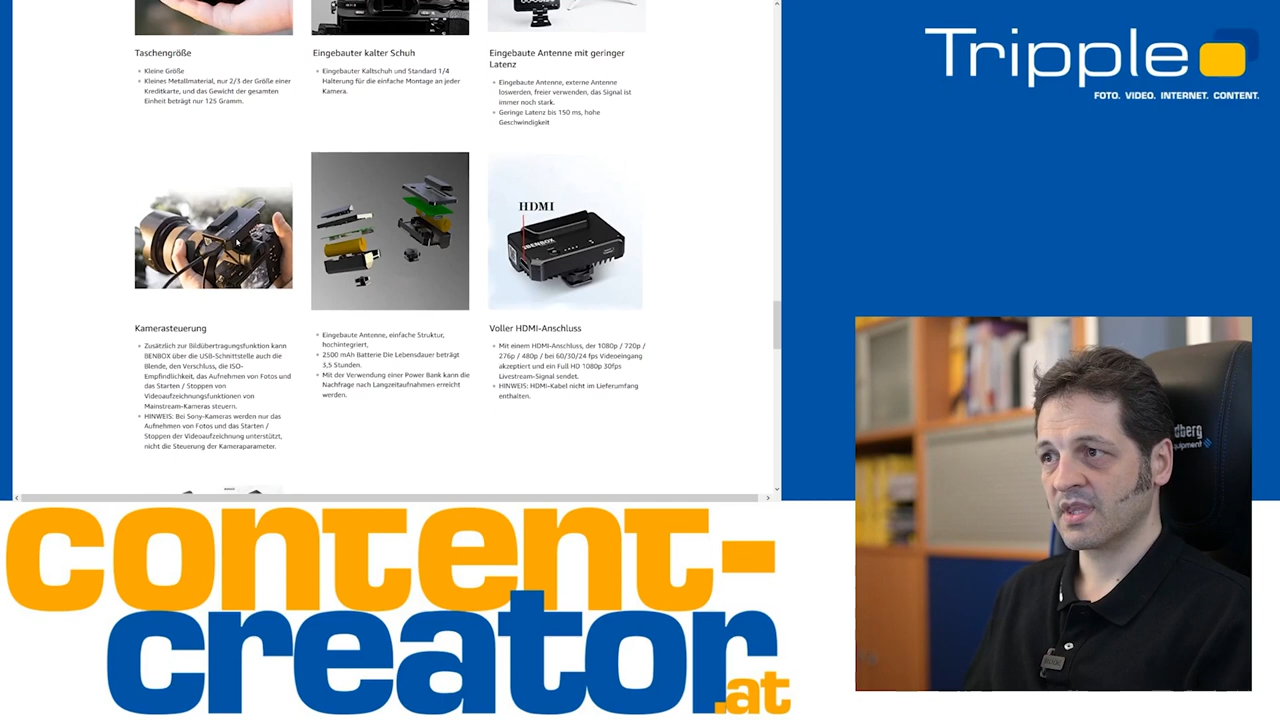 Tripple
FOTO. VIDEO. INTERNET. CONTENT.
Taschengröße
Kleine Größe
Kleines Metallmaterial, nur 2/3 der Größe einer
Kreditkarte, und das Gewicht der gesamten
Einheit beträgt nur 125 Gramm.
Eingebauter kalter Schuh
Eingebauter Kaltschuh und Standard 1/4
Halterung für die einfache Montage an jeder
Kamera.
Eingebaute Antenne mit geringer
Latenz
Eingebaute Antenne, externe Antenne
loswerden, freier verwenden, das Signal ist
immer noch stark.
Geringe Latenz bis 150 ms, hohe
Geschwindigkeit
HDMI
Kamerasteuerung
Zusätzlich zur Bildübertragungsfunktion kann
BENBOX über die USB-Schnittstelle auch die
Blende, den Verschluss, die ISO-
Empfindlichkeit, das Aufnehmen von Fotos und
das Starten / Stoppen von
Videoaufzeichnungsfunktionen von
Mainstream-Kameras steuern.
HINWEIS: Bei Sony-Kameras werden nur das
Aufnehmen von Fotos und das Starten /
Stoppen der Videoaufzeichnung unterstützt,
nicht die Steuerung der Kameraparameter.
Eingebaute Antenne, einfache Struktur,
hochintegriert,
2500 mAh Batterie Die Lebensdauer beträgt
3,5 Stunden.
Mit der Verwendung einer Power Bank kann die
Nachfrage nach Langzeitaufnahmen erreicht
werden.
Voller HDMI-Anschluss
Mit einem HDMI-Anschluss, der 1080p / 720p /
276p / 480p / bei 60/30/24 fps Videoeingang
akzeptiert und ein Full HD 1080p 30fps
Livestream-Signal sendet.
HINWEIS: HDMI-Kabel nicht im Lieferumfang
enthalten.
content-
creator
.at